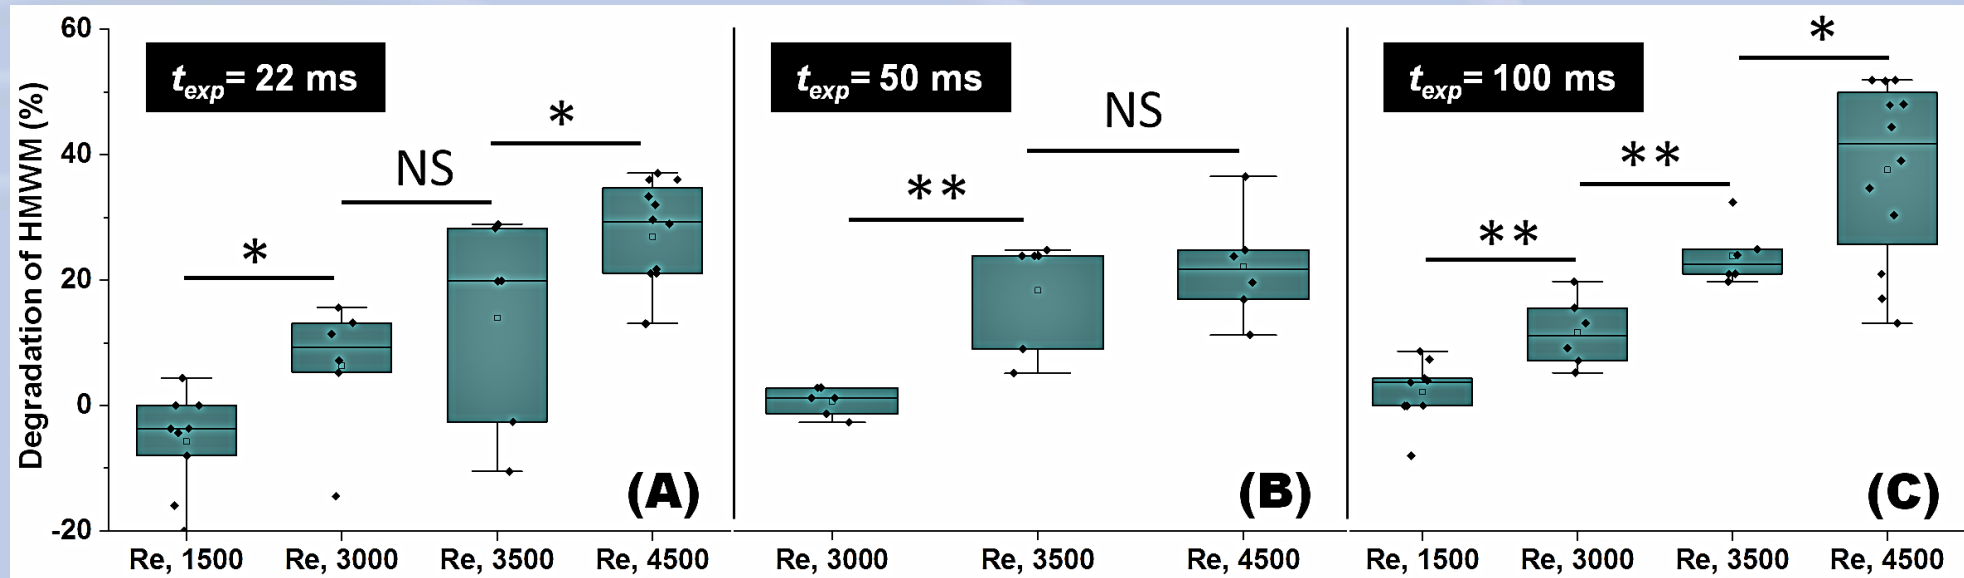 Degradation of HMWM (%)
60
40
20
0
-20
t_exp= 22 ms
*
NS
*
(A)
Re, 1500
Re, 3000
Re, 3500
Re, 4500
t_exp= 50 ms
**
NS
(B)
Re, 3000
Re, 3500
Re, 4500
t_exp= 100 ms
**
**
*
(C)
Re, 1500
Re, 3000
Re, 3500
Re, 4500